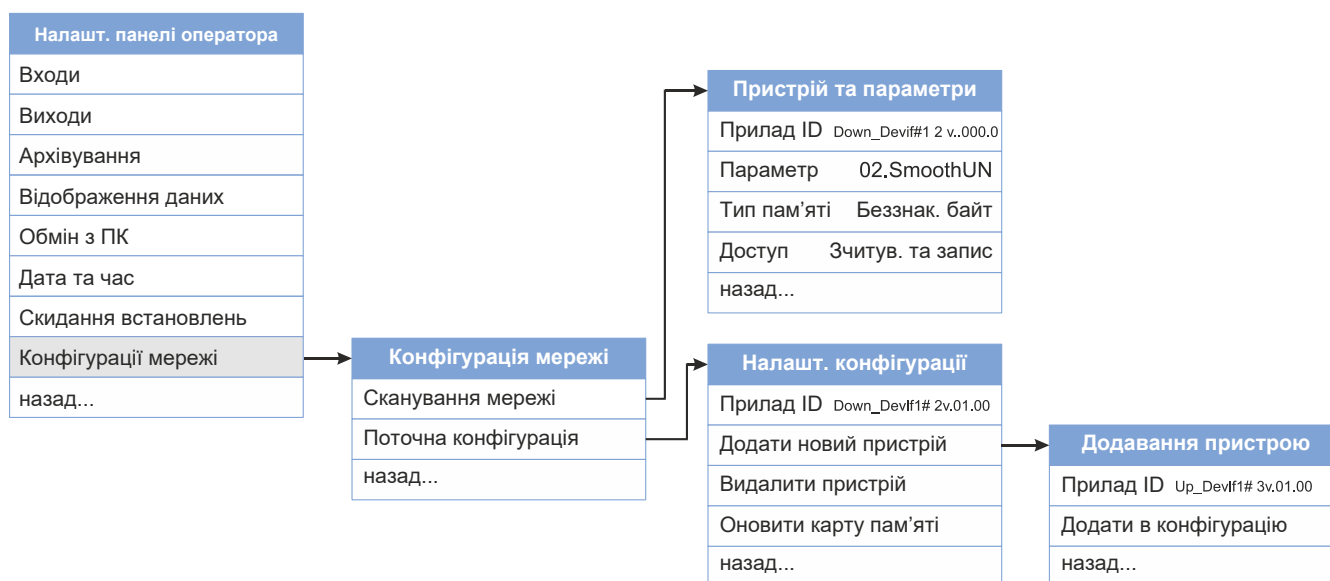 Налашт. панелі оператора
Входи
Виходи
Архівування
Відображення даних
Обмін з ПК
Дата та час
Скидання встановлень
Конфігурації мережі
назад...
Конфігурація мережі
Сканування мережі
Поточна конфігурація
назад...
Пристрій та параметри
Прилад ID Down_Devif#1 2 v..000.0
Параметр 02.SmoothUN
Тип пам’яті Беззнак. байт
Доступ Зчитув. та запис
назад...
Налашт. конфігурації
Прилад ID Down_DevIf1# 2v.01.00
Додати новий пристрій
Видалити пристрій
Оновити карту пам’яті
назад...
Додавання пристрою
Прилад ID Up_DevIf1# 3v.01.00
Додати в конфігурацію
назад...